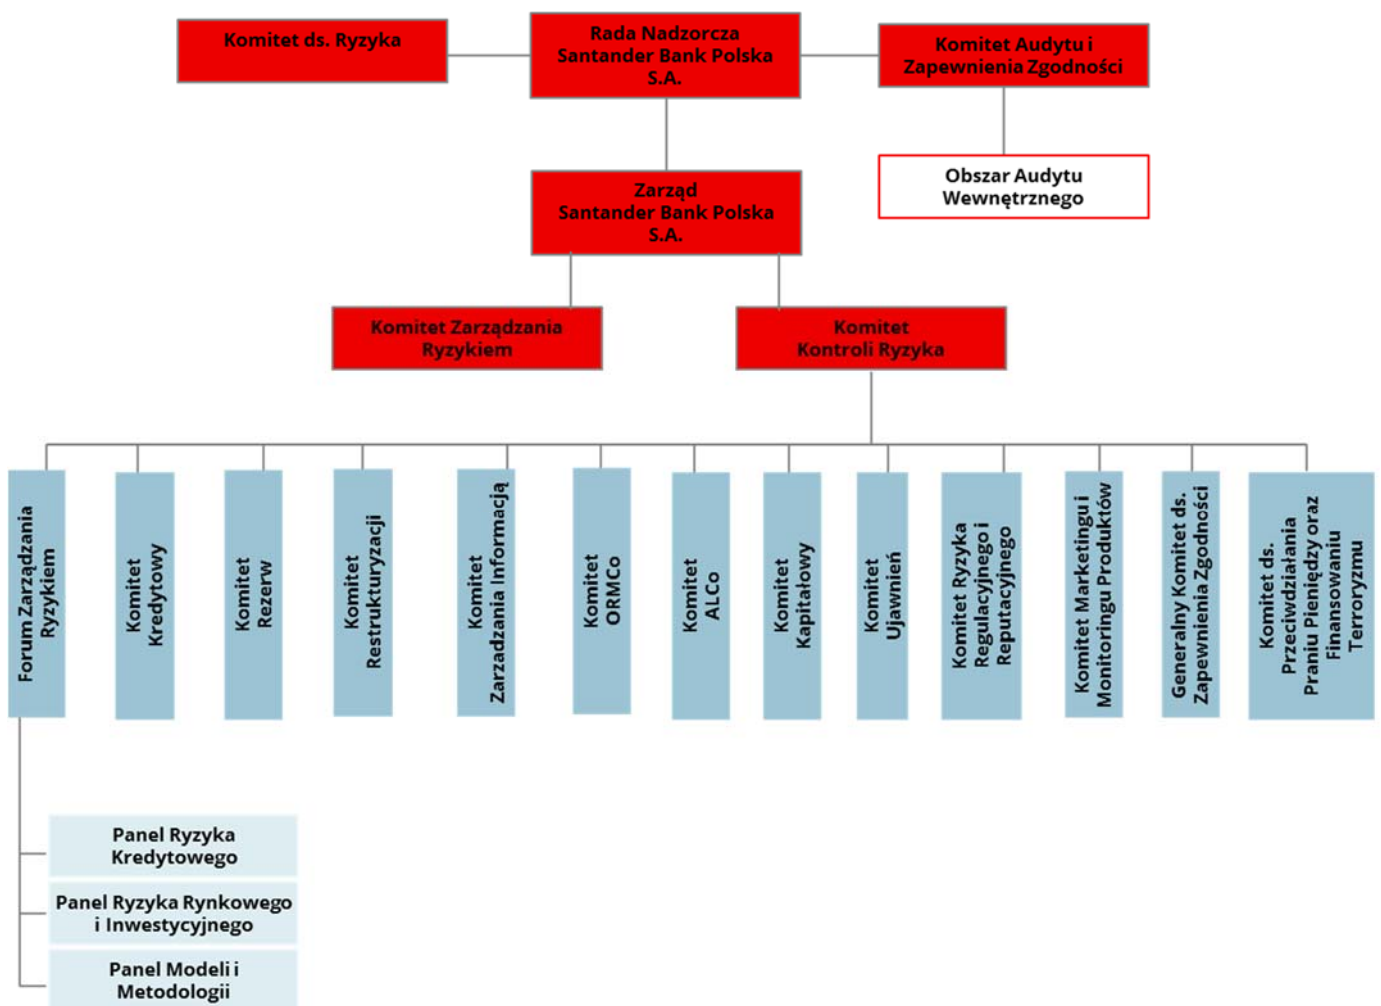 Komitet ds. Ryzyka
Rada Nadzorcza
Santander Bank Polska
S.A.
Komitet Audytu i
Zapewnienia Zgodności
Obszar Audytu
Wewnętrznego
Zarząd
Santander Bank Polska
S.A.
Komitet Zarządzania
Ryzykiem
Komitet
Kontroli Ryzyka
Forum Zarządzania
Ryzykiem
Komitet
Kredytowy
Komitet
Rezerw
Komitet
Restrukturyzacji
Komitet
Zarzadzania Informacją
Komitet
ORMCo
Komitet
ALCo
Komitet
Kapitałowy
Komitet
Ujawnień
Komitet Ryzyka
Regulacyjnego i
Reputacyjnego
Komitet Marketingu i
Monitoringu Produktów
Generalny Komitet ds.
Zapewnienia Zgodności
Komitet ds.
Przeciwdziałania
Praniu Pieniędzy oraz
Finansowaniu
Terroryzmu
Panel Ryzyka
Kredytowego
Panel Ryzyka Rynkowego
i Inwestycyjnego
Panel Modeli i
Metodologii